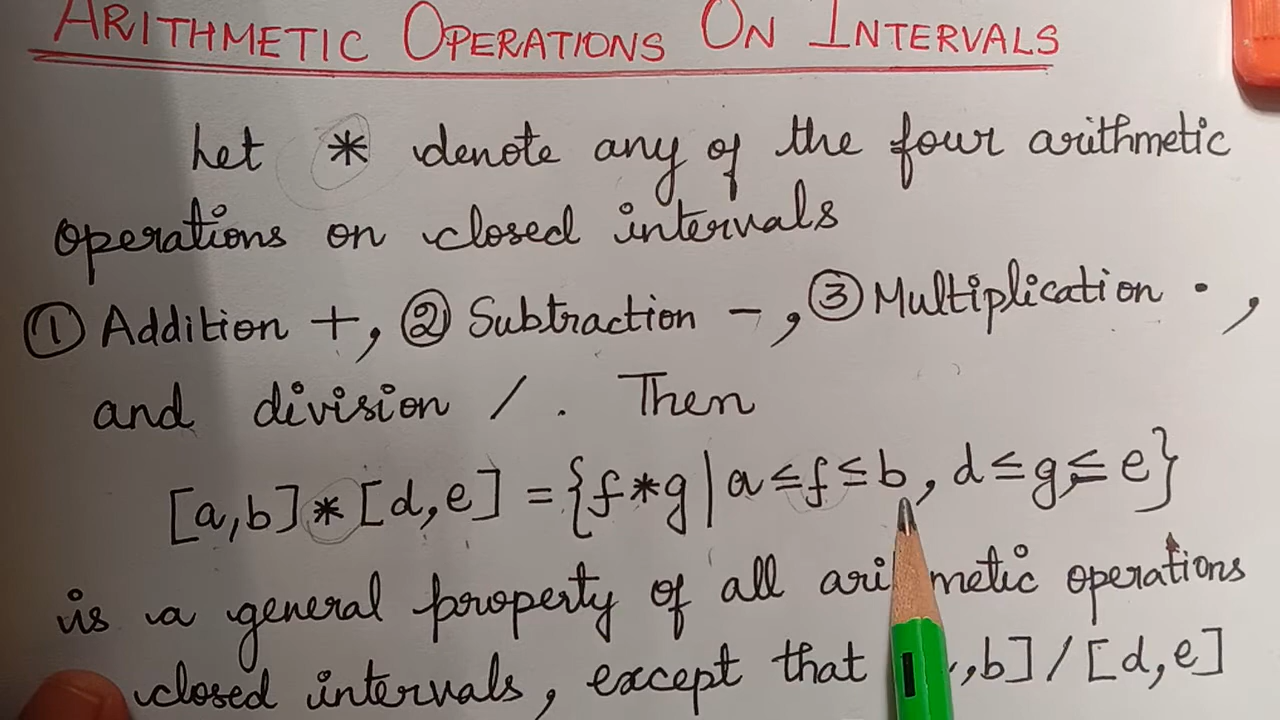 ARITHMETIC OPERATIONS ON INTERVALS
Let * denote any of the four arithmetic
operations on closed intervals
① Addition +, ② Subtraction −, ③ Multiplication · ,
and division / . Then
[a,b] * [d,e] = {f*g | a ≤ f ≤ b, d ≤ g ≤ e}
is a general property of all operations
closed intervals, except that ,b] / [d,e]